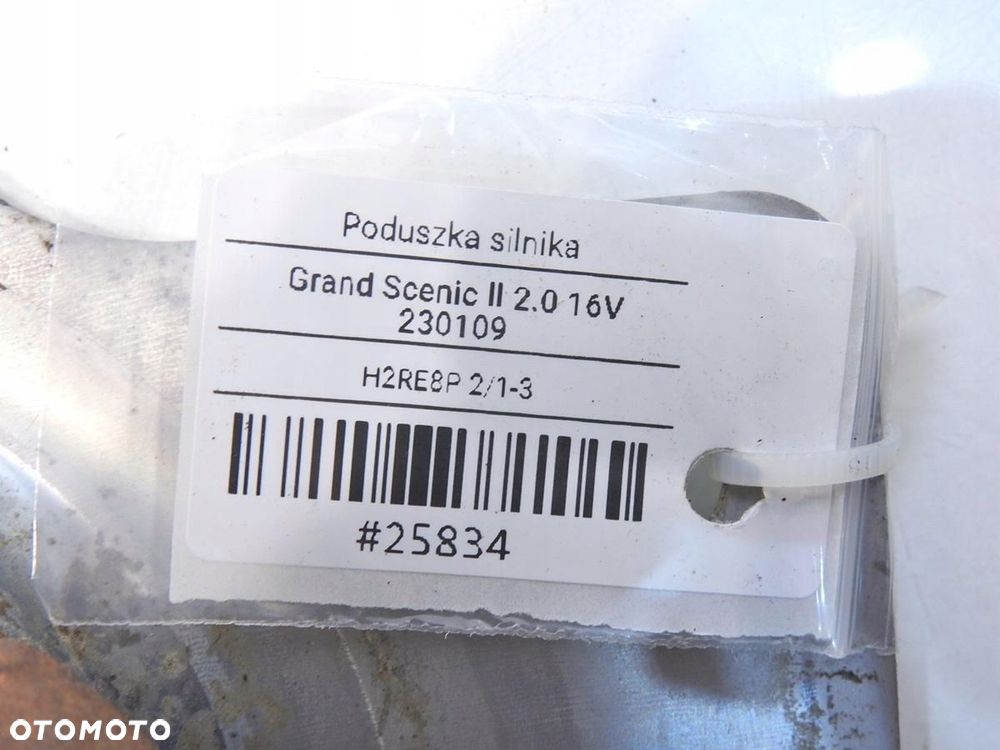 Poduszka silnika
Grand Scenic II 2.0 16V
230109
H2RE8P 2/1-3
#25834
OTOMOTO